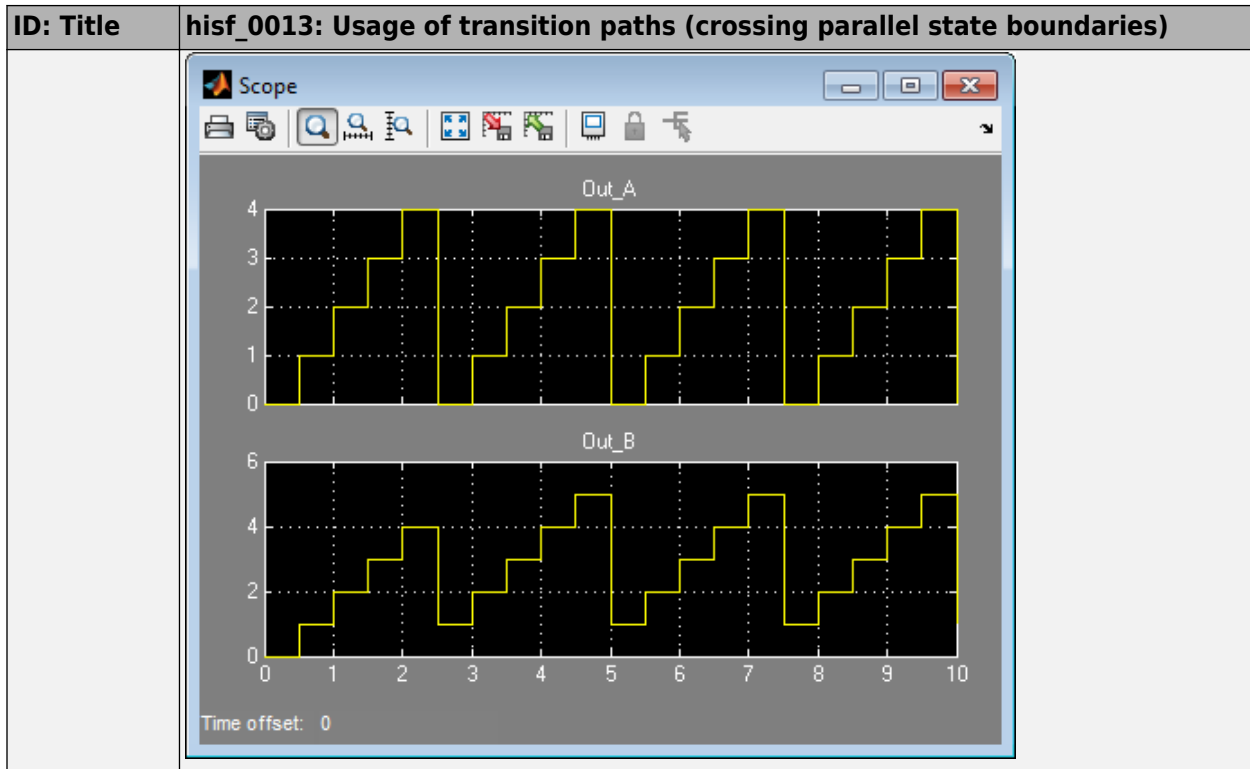 ID: Title hisf_0013: Usage of transition paths (crossing parallel state boundaries)
Scope
Out_A
4
3
2
1
0
Out_B
6
4
2
0
0 1 2 3 4 5 6 7 8 9 10
Time offset: 0